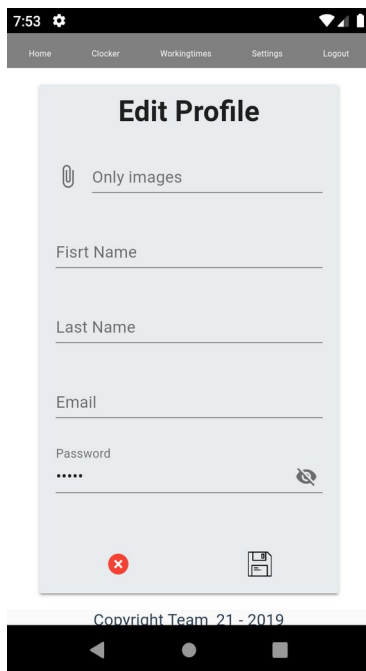 7:53
Home Clocker Workingtimes Settings Logout
Edit Profile
Only images
Fisrt Name
Last Name
Email
Password
•••••
Copyright Team 21 - 2019